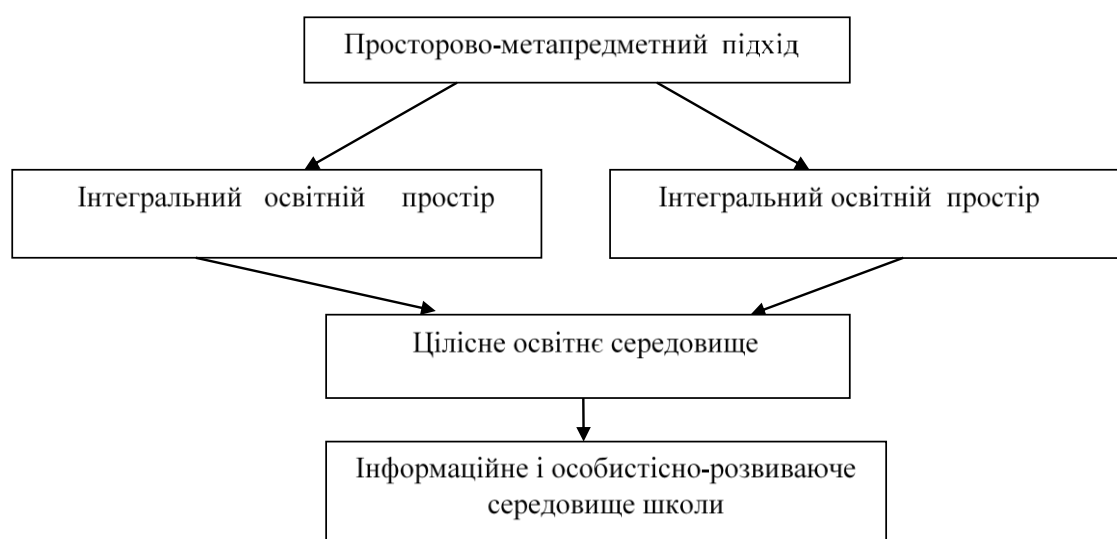 Просторово-метапредметний підхід
Інтегральний освітній простір
Інтегральний освітній простір
Цілісне освітнє середовище
Інформаційне і особистісно-розвиваюче
середовище школи